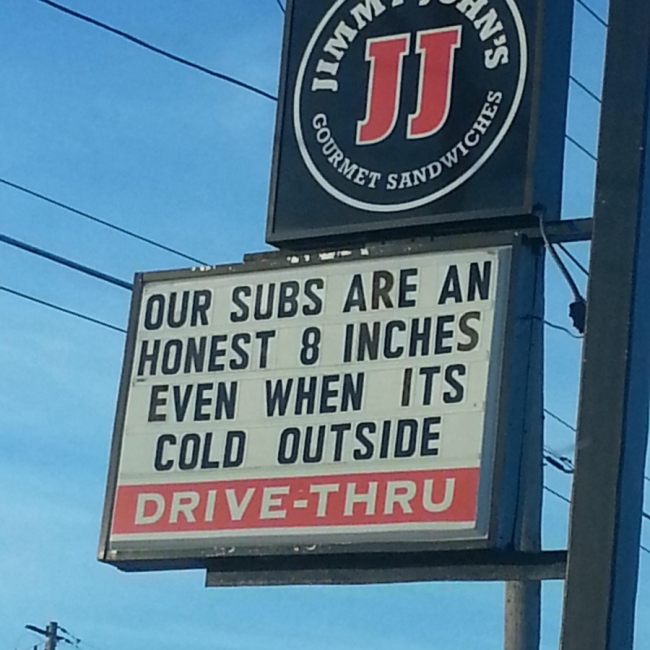 JIMMY JOHN'S
JJ
GOURMET SANDWICHES
OUR SUBS ARE AN
HONEST 8 INCHES
EVEN WHEN ITS
COLD OUTSIDE
DRIVE-THRU